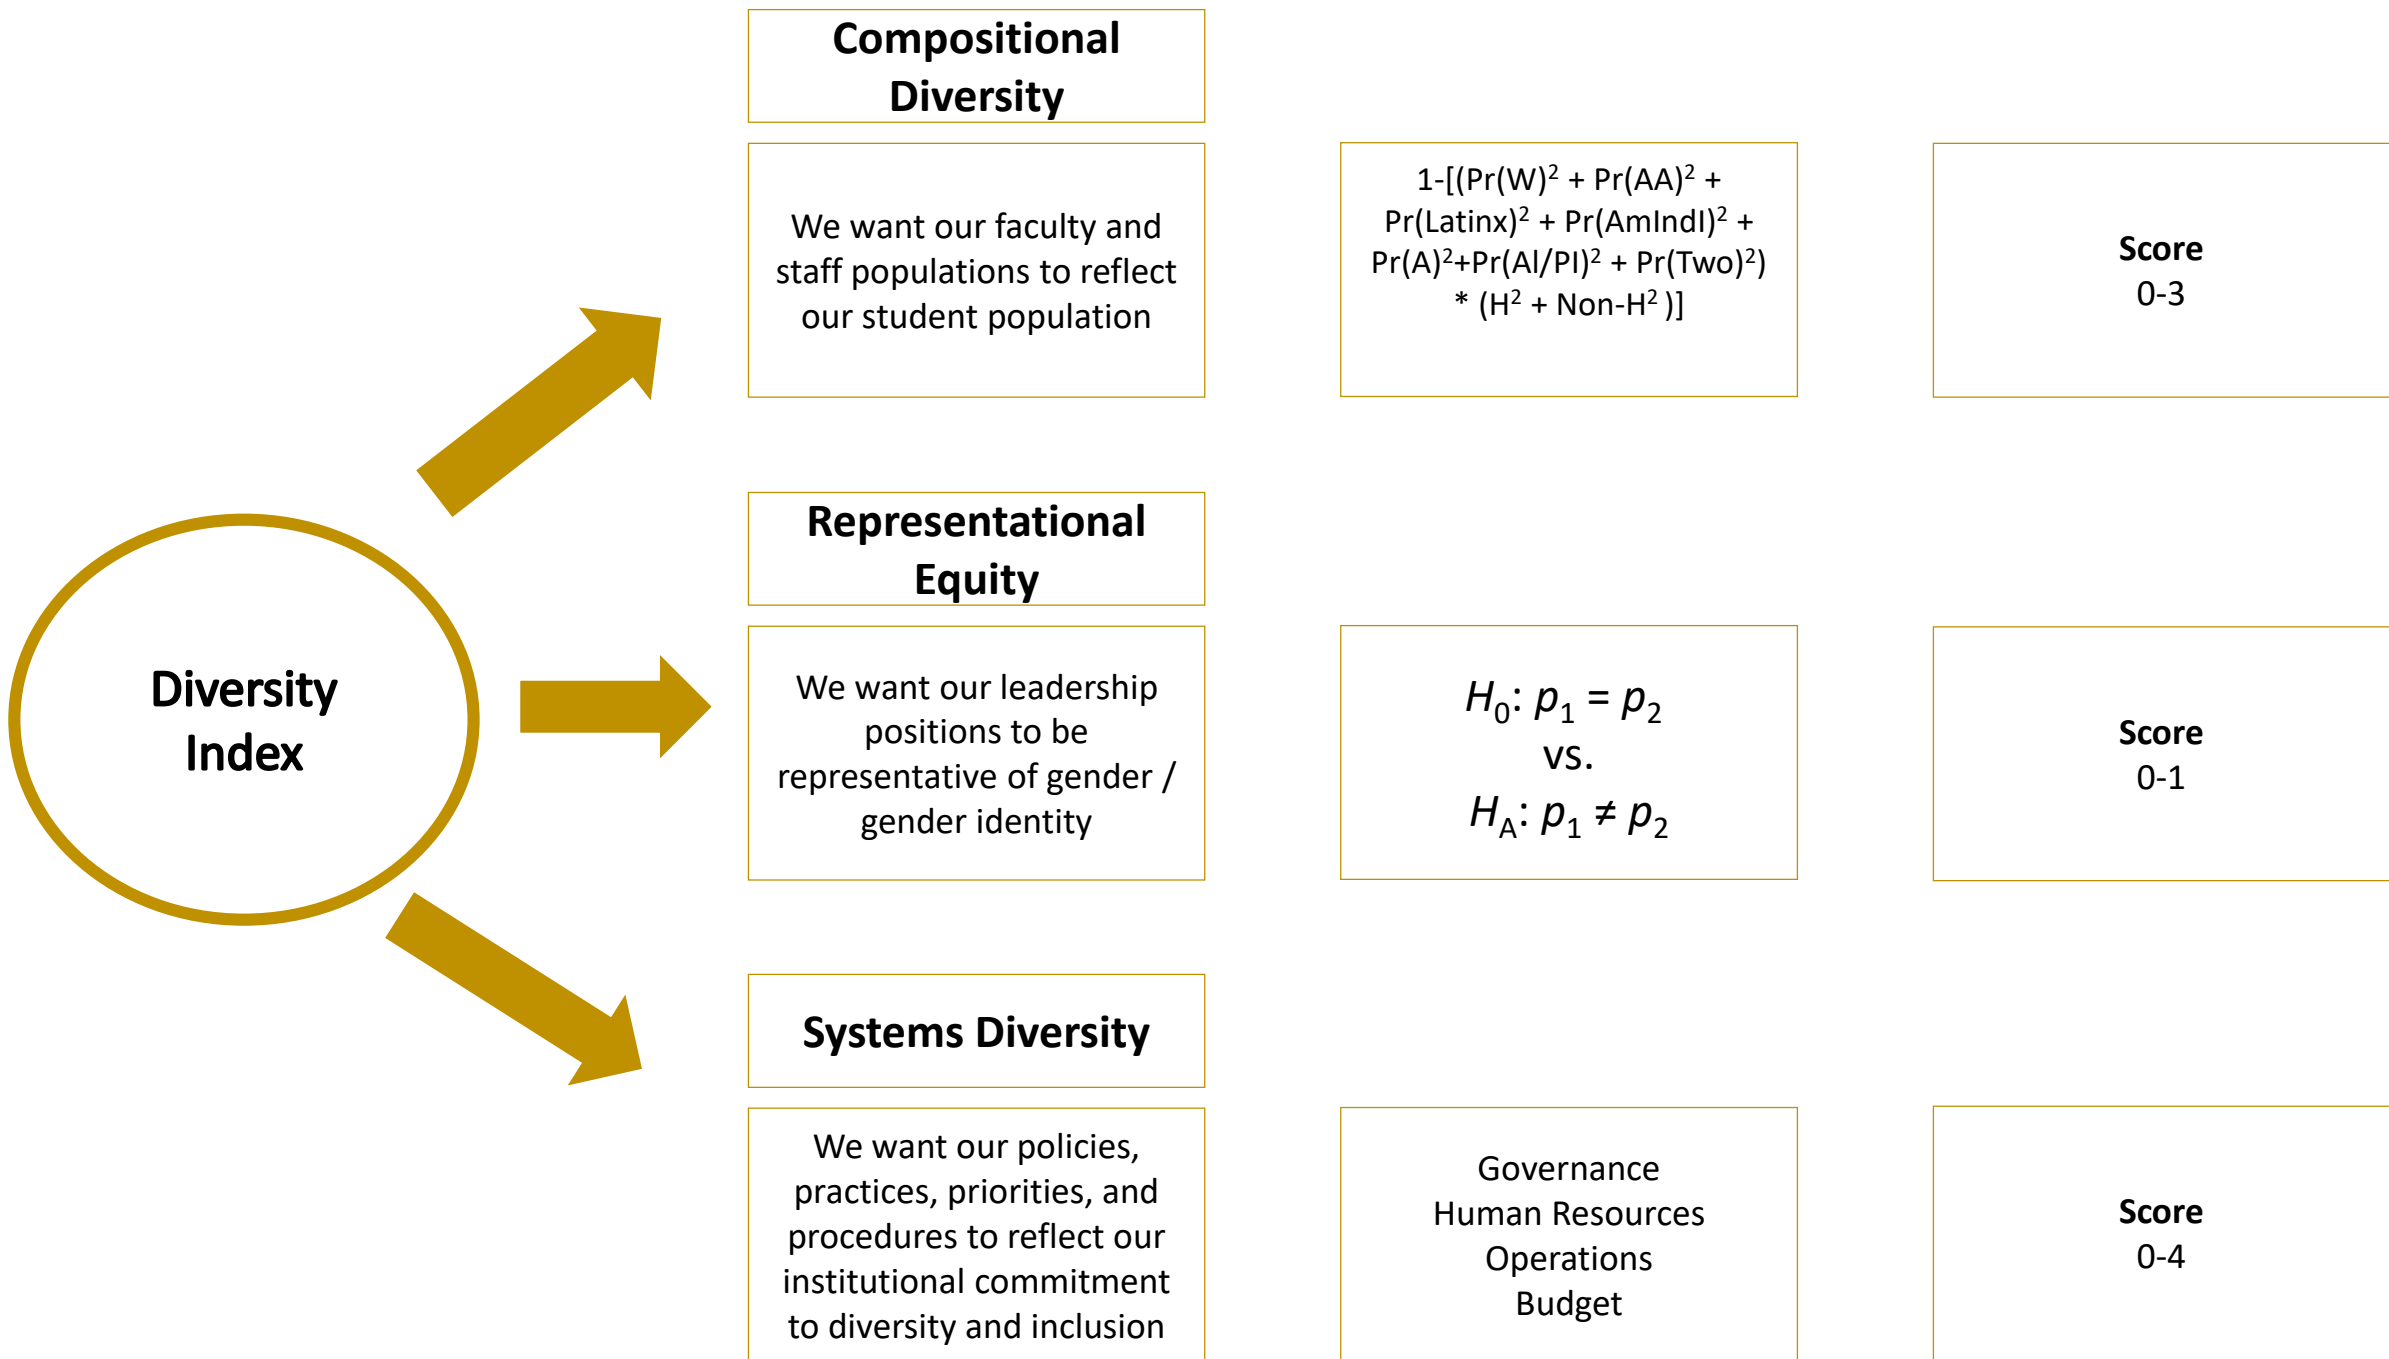 Diversity
Index
Compositional
Diversity
We want our faculty and
staff populations to reflect
our student population
1-[(Pr(W)² + Pr(AA)² +
Pr(Latinx)² + Pr(AmIndI)² +
Pr(A)²+Pr(Al/PI)² + Pr(Two)²)
* (H² + Non-H² )]
Score
0-3
Representational
Equity
We want our leadership
positions to be
representative of gender /
gender identity
H₀: p₁ = p₂
vs.
H_A: p₁ ≠ p₂
Score
0-1
Systems Diversity
We want our policies,
practices, priorities, and
procedures to reflect our
institutional commitment
to diversity and inclusion
Governance
Human Resources
Operations
Budget
Score
0-4